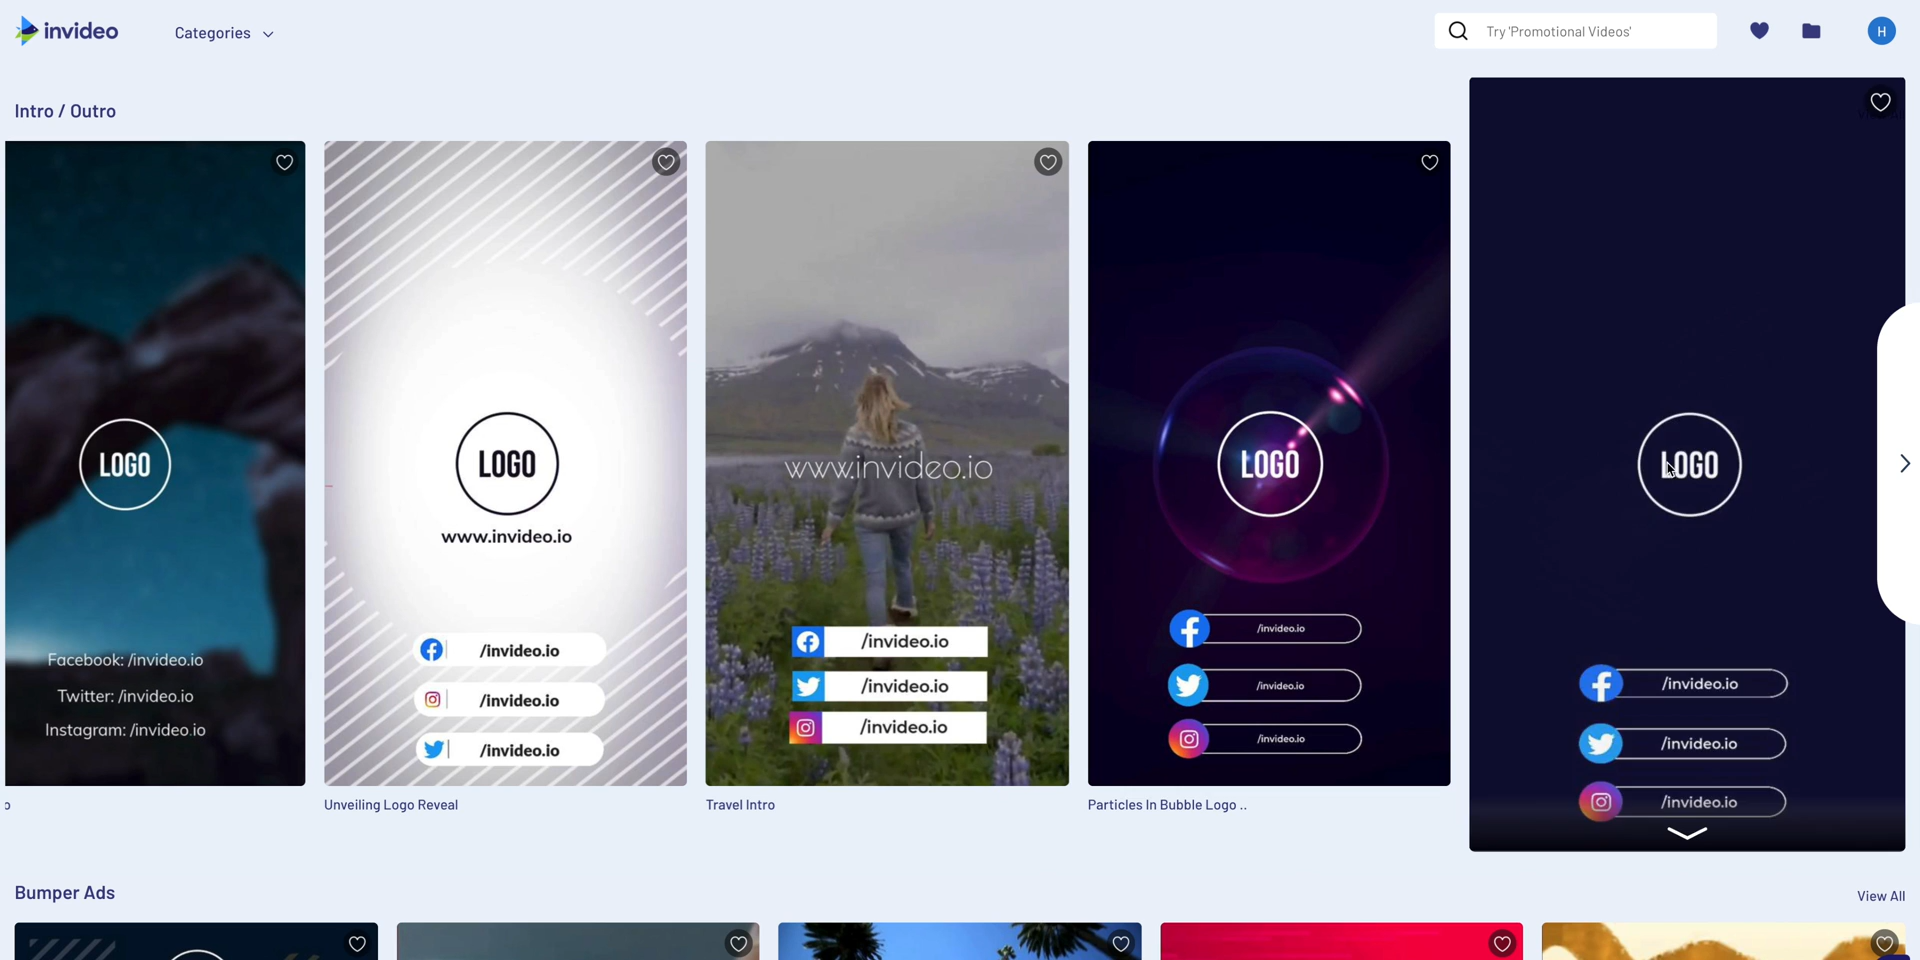 invideo
Categories
Try 'Promotional Videos'
H
Intro / Outro
LOGO
Facebook: /invideo.io
Twitter: /invideo.io
Instagram: /invideo.io
o
LOGO
www.invideo.io
/invideo.io
/invideo.io
/invideo.io
Unveiling Logo Reveal
www.invideo.io
/invideo.io
/invideo.io
/invideo.io
Travel Intro
LOGO
/invideo.io
/invideo.io
/invideo.io
Particles In Bubble Logo ..
LOGO
/invideo.io
/invideo.io
/invideo.io
Bumper Ads
View All